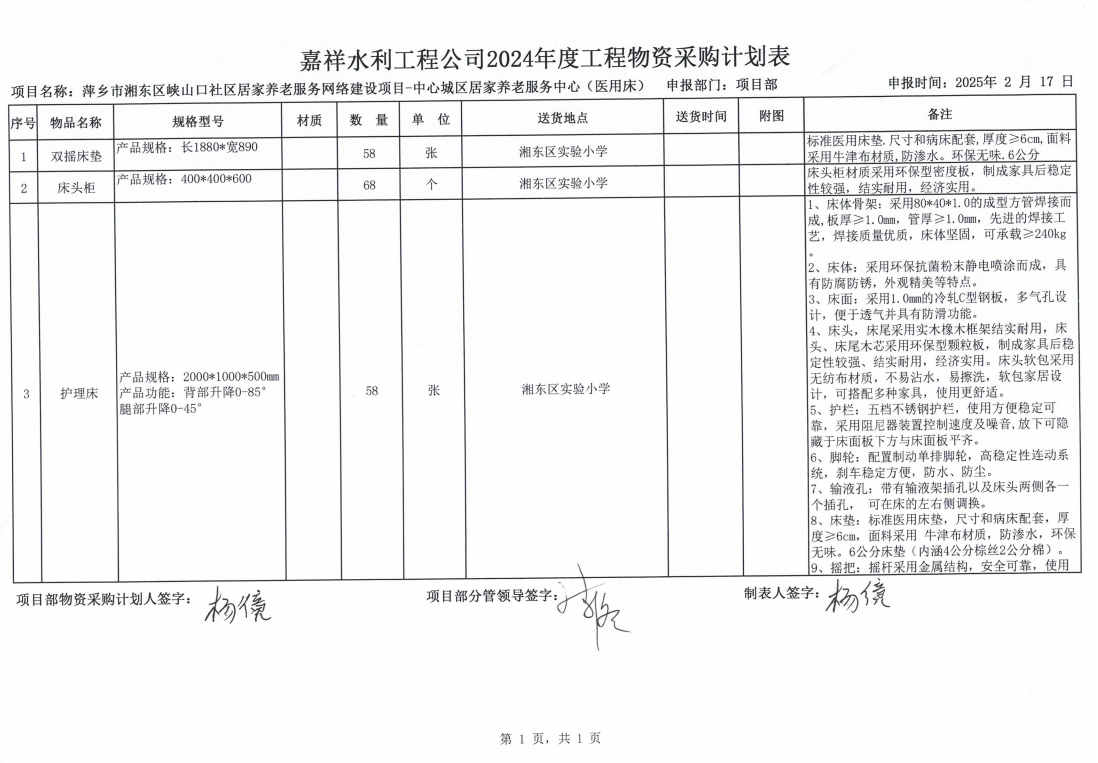 嘉祥水利工程公司2024年度工程物资采购计划表
项目名称：萍乡市湘东区峡山口社区居家养老服务网络建设项目-中心城区居家养老服务中心（医用床） 申报部门：项目部 申报时间：2025年 2 月 17 日
序号 物品名称 规格型号 材质 数 量 单 位 送货地点 送货时间 附图 备注
1 双摇床垫 产品规格：长1880*宽890 58 张 湘东区实验小学
标准医用床垫.尺寸和病床配套,厚度≥6cm,面料
采用牛津布材质,防渗水。环保无味.6公分
2 床头柜 产品规格：400*400*600 68 个 湘东区实验小学
床头柜材质采用环保型密度板，制成家具后稳定
性较强，结实耐用，经济实用。
3 护理床
产品规格：2000*1000*500mm
产品功能：背部升降0-85°
腿部升降0-45°
58 张 湘东区实验小学
1、床体骨架：采用80*40*1.0的成型方管焊接而
成,板厚≥1.0mm，管厚≥1.0mm，先进的焊接工
艺，焊接质量优质，床体坚固，可承载≥240kg
。
2、床体：采用环保抗菌粉末静电喷涂而成，具
有防腐防锈，外观精美等特点。
3、床面：采用1.0mm的冷轧C型钢板，多气孔设
计，便于透气并具有防滑功能。
4、床头，床尾采用实木橡木框架结实耐用，床
头、床尾木芯采用环保型颗粒板，制成家具后稳
定性较强、结实耐用，经济实用。床头软包采用
无纺布材质，不易沾水，易擦洗，软包家居设
计，可搭配多种家具，使用更舒适。
5、护栏：五档不锈钢护栏，使用方便稳定可
靠，采用阻尼器装置控制速度及噪音,放下可隐
藏于床面板下方与床面板平齐。
6、脚轮：配置制动单排脚轮，高稳定性连动系
统，刹车稳定方便，防水、防尘。
7、输液孔：带有输液架插孔以及床头两侧各一
个插孔， 可在床的左右侧调换。
8、床垫：标准医用床垫，尺寸和病床配套，厚
度≥6cm，面料采用 牛津布材质，防渗水，环保
无味。6公分床垫（内涵4公分棕丝2公分棉）。
9、摇把：摇杆采用金属结构，安全可靠，使用
项目部物资采购计划人签字： 杨億 项目部分管领导签字： 制表人签字： 杨億
第 1 页，共 1 页